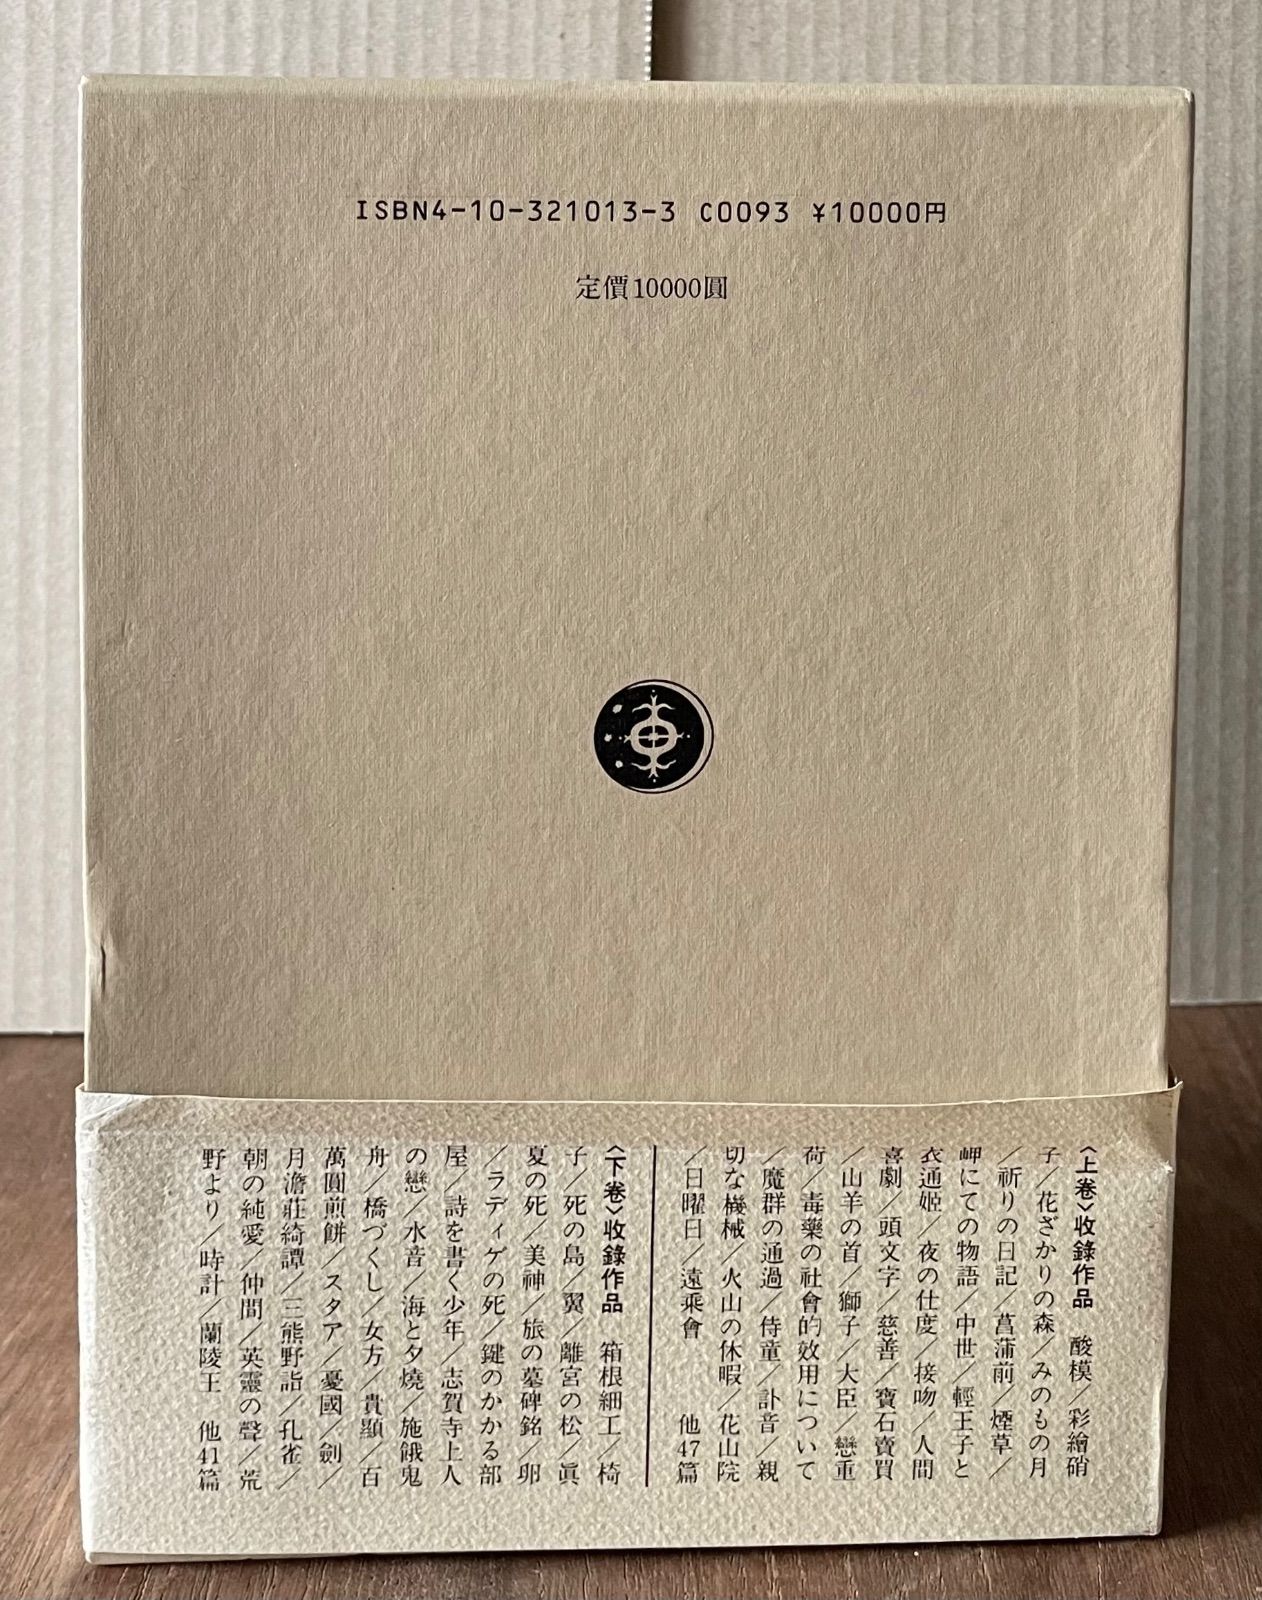 ISBN4-10-321013-3 C0093 ¥10000円
定價10000圓
〈上巻〉收錄作品　酸模／彩繪硝
子／花ざかりの森／みのもの月
／祈りの日記／菖蒲前／煙草／
岬にての物語／中世／輕王子と
衣通姬／夜の仕度／接吻／人間
喜劇／頭文字／慈善／寶石賣買
／山羊の首／獅子／大臣／戀重
荷／毒藥の社會的效用について
／魔群の通過／侍童／訃音／親
切な機械／火山の休暇／花山院
／日曜日／遠乘會　他47篇
〈下巻〉收錄作品　箱根細工／椅
子／死の島／翼／離宮の松／眞
夏の死／美神／旅の墓碑銘／卵
／ラディゲの死／鍵のかかる部
屋／詩を書く少年／志賀寺上人
の戀／水音／海と夕燒／施餓鬼
舟／橋づくし／女方／貴顯／百
萬圓煎餅／スタア／憂國／劍／
月澹莊綺譚／三熊野詣／孔雀／
朝の純愛／仲間／英靈の聲／荒
野より／時計／蘭陵王　他41篇